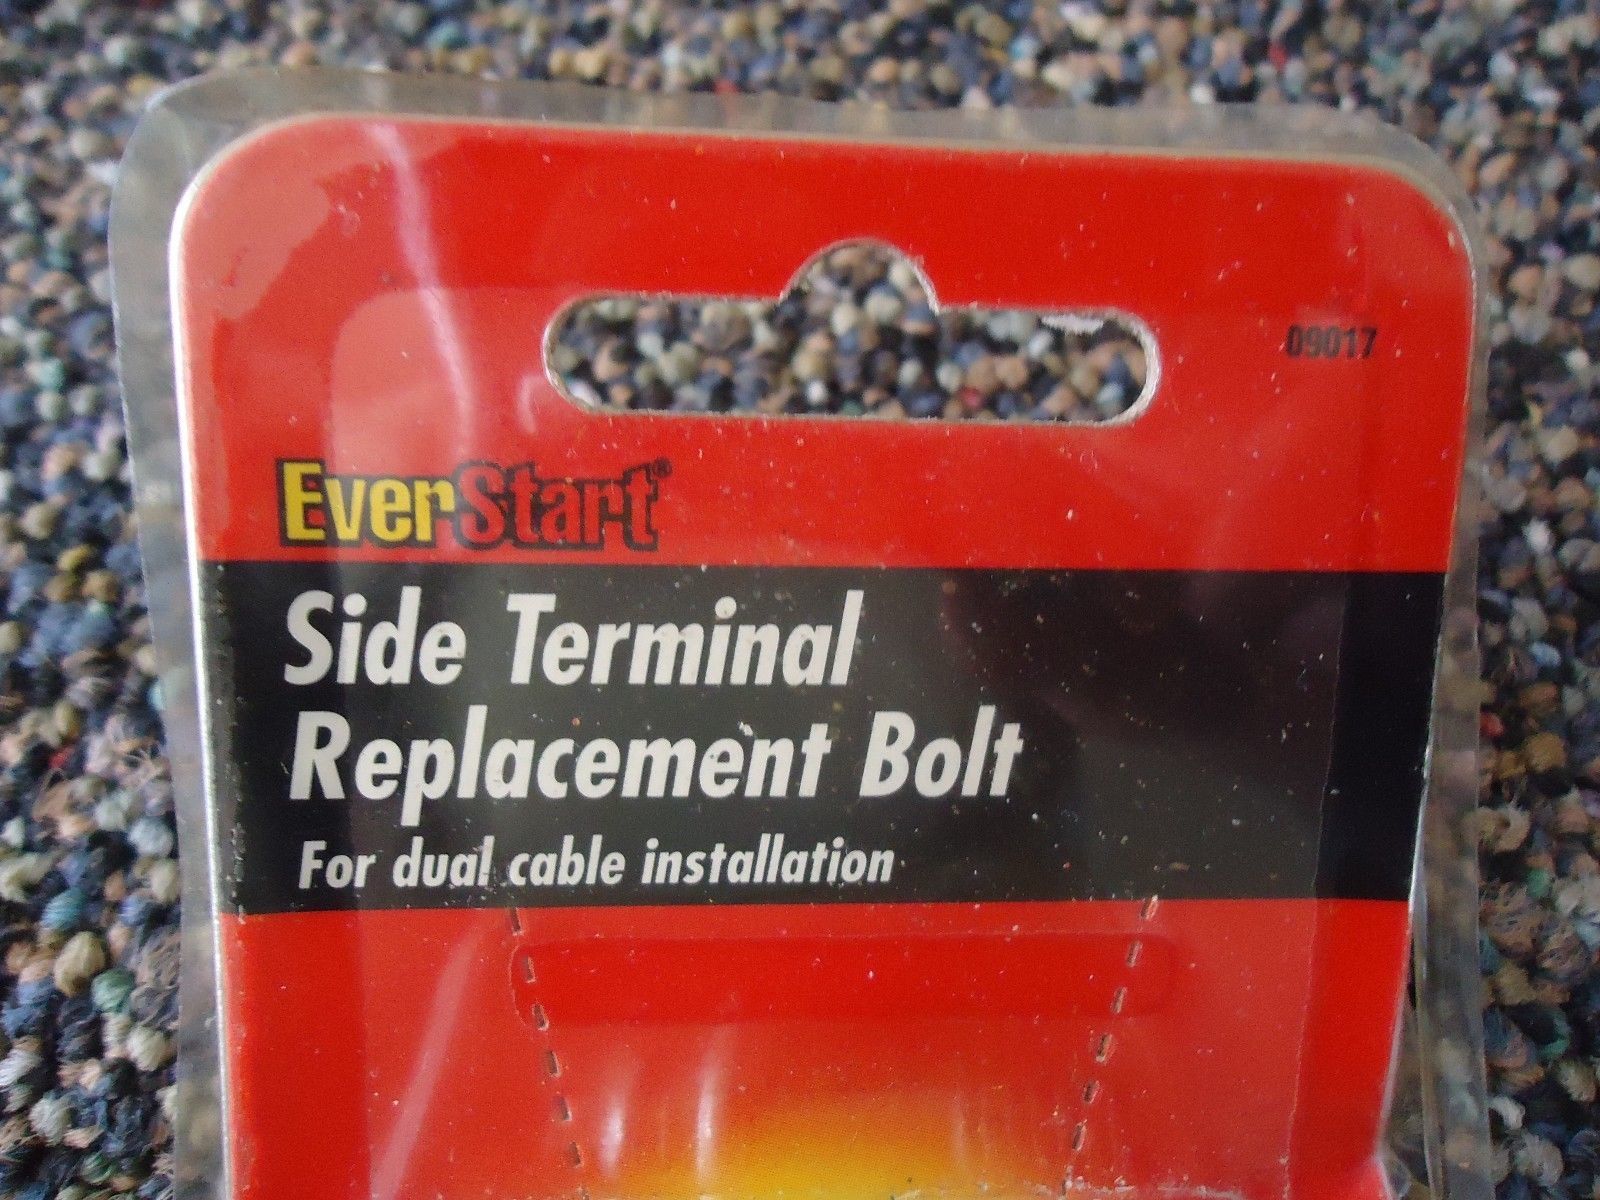 09017
EverStart®
Side Terminal
Replacement Bolt
For dual cable installation